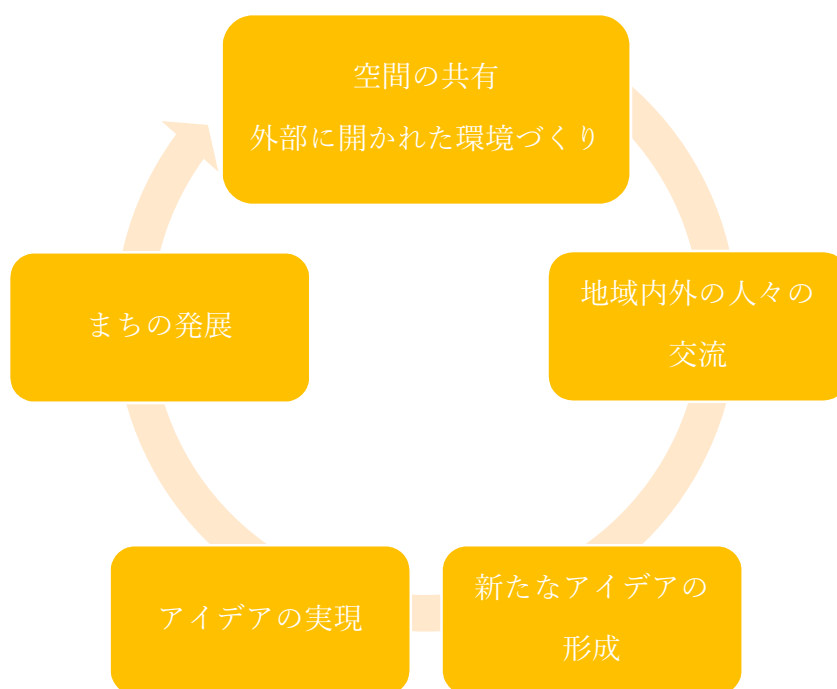 空間の共有
外部に開かれた環境づくり
地域内外の人々の
交流
新たなアイデアの
形成
アイデアの実現
まちの発展